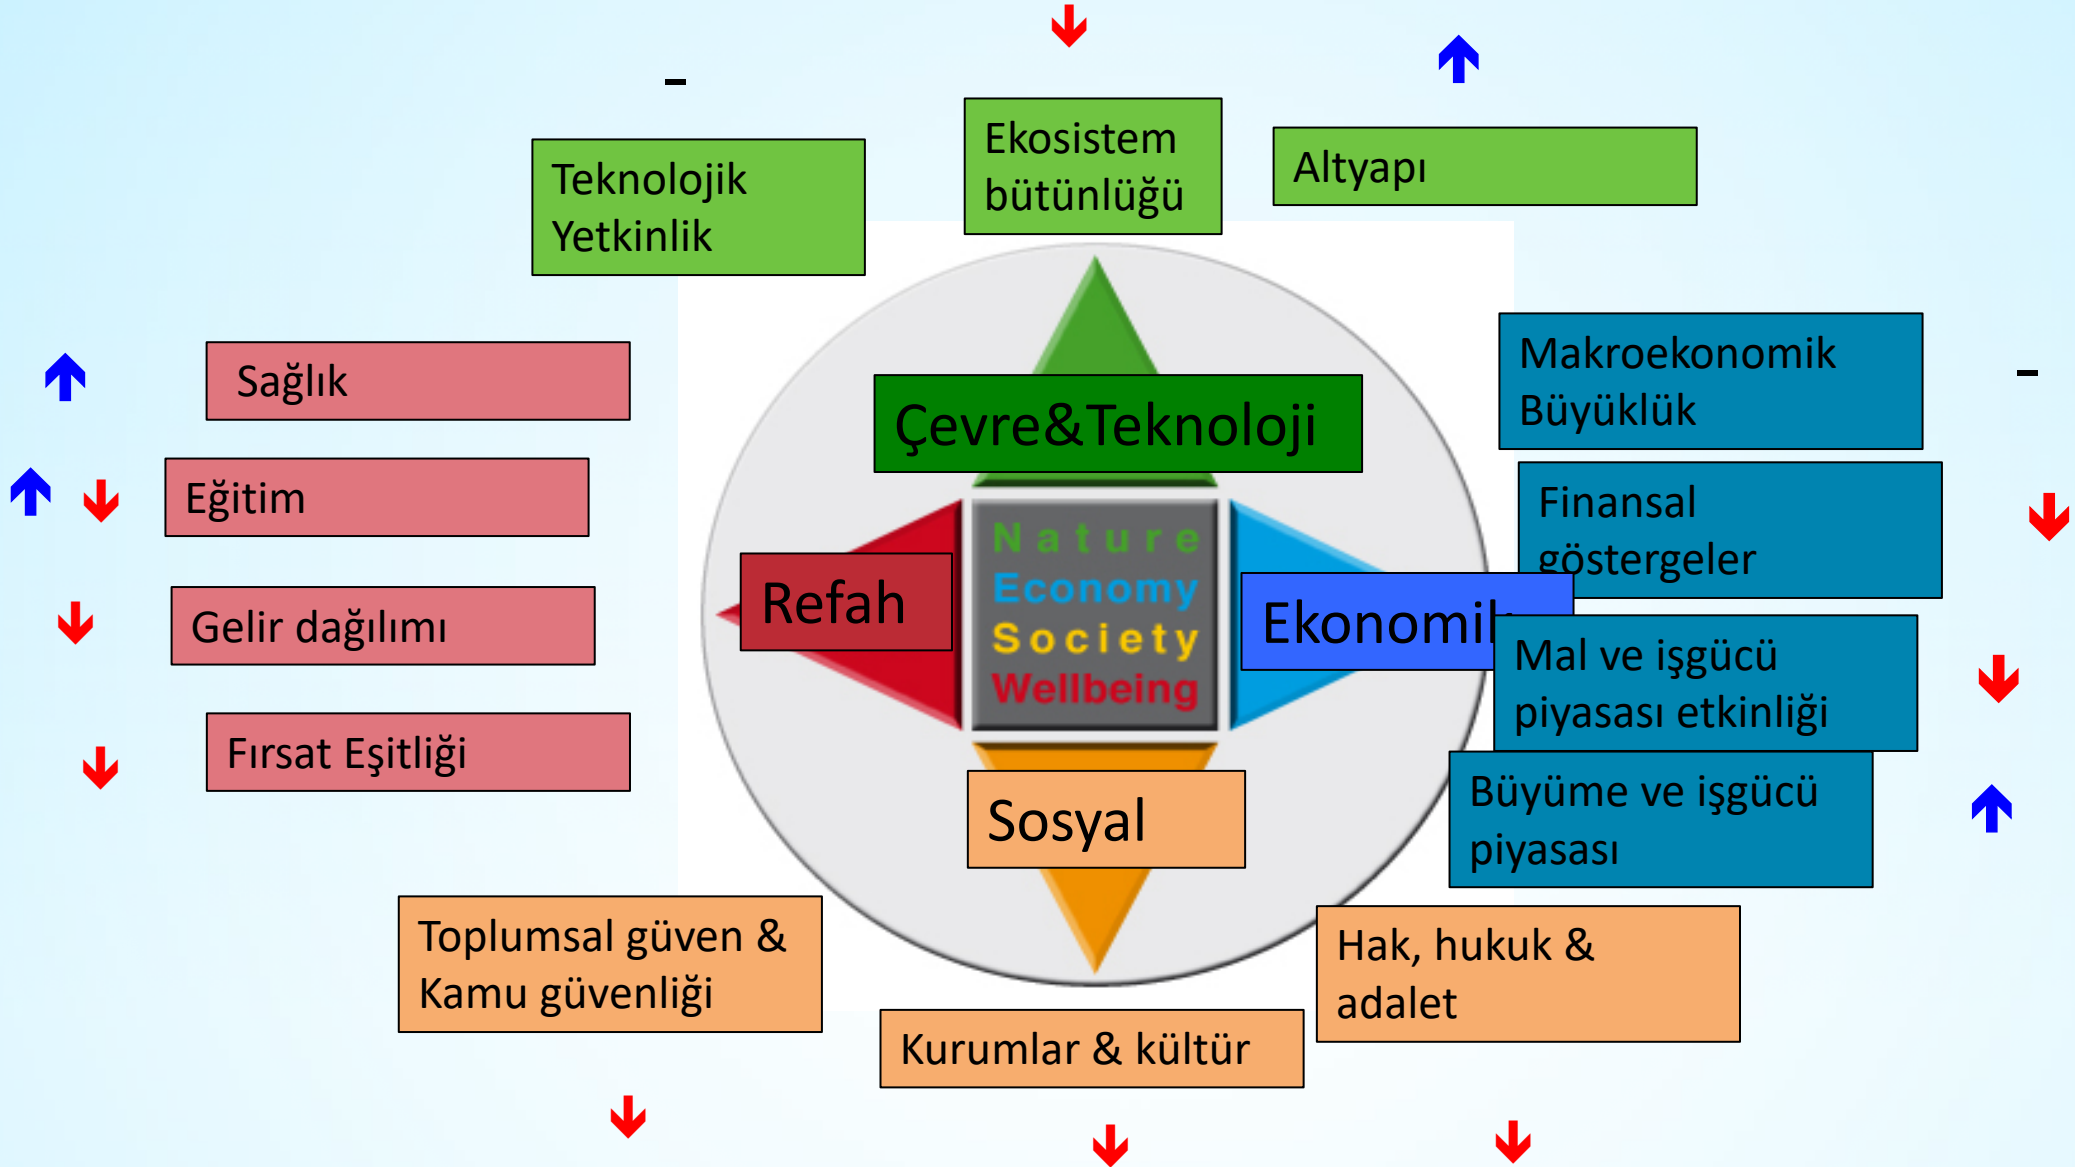 -
Ekosistem
bütünlüğü
Altyapı
Teknolojik
Yetkinlik
Sağlık
Eğitim
Gelir dağılımı
Fırsat Eşitliği
Çevre&Teknoloji
Nature
Economy
Society
Wellbeing
Refah
Ekonomik
Sosyal
Makroekonomik
Büyüklük
-
Finansal
göstergeler
Mal ve işgücü
piyasası etkinliği
Büyüme ve işgücü
piyasası
Toplumsal güven &
Kamu güvenliği
Kurumlar & kültür
Hak, hukuk &
adalet